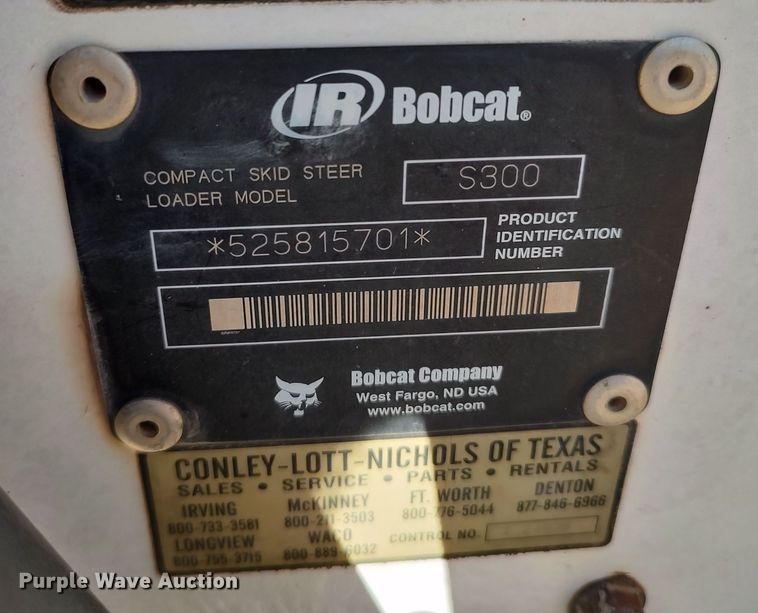 IR Bobcat®
COMPACT SKID STEER
LOADER MODEL
S300
*525815701*
PRODUCT
IDENTIFICATION
NUMBER
Bobcat Company
West Fargo, ND USA
www.bobcat.com
CONLEY-LOTT-NICHOLS OF TEXAS
SALES • SERVICE • PARTS • RENTALS
IRVING McKINNEY FT. WORTH DENTON
800-733-3581 800-211-3503 800-776-5044 877-846-6966
LONGVIEW WACO CONTROL NO.
800-755-3715 800-889-6032
Purple Wave Auction